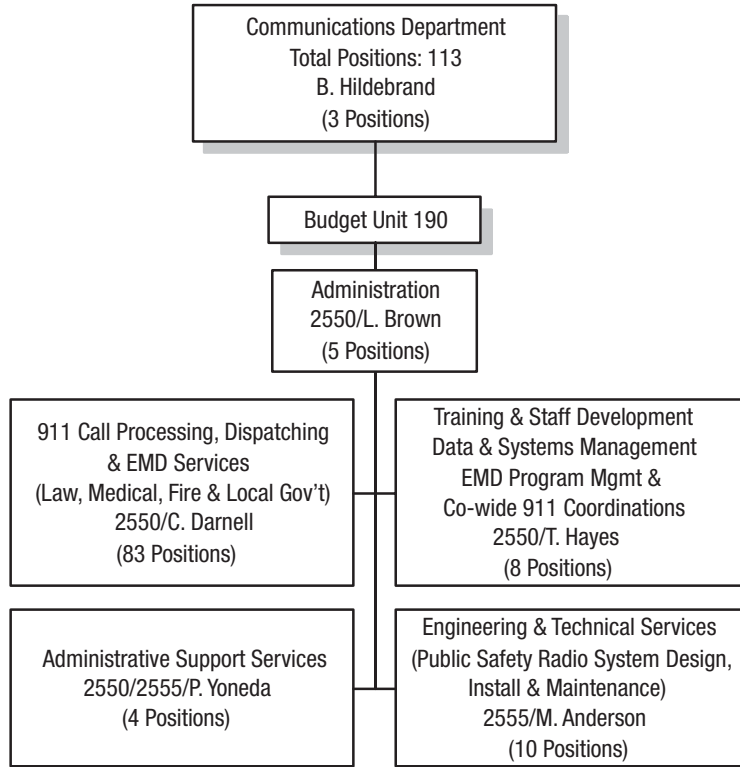 Communications Department
Total Positions: 113
B. Hildebrand
(3 Positions)
Budget Unit 190
Administration
2550/L. Brown
(5 Positions)
911 Call Processing, Dispatching
& EMD Services
(Law, Medical, Fire & Local Gov’t)
2550/C. Darnell
(83 Positions)
Training & Staff Development
Data & Systems Management
EMD Program Mgmt &
Co-wide 911 Coordinations
2550/T. Hayes
(8 Positions)
Administrative Support Services
2550/2555/P. Yoneda
(4 Positions)
Engineering & Technical Services
(Public Safety Radio System Design,
Install & Maintenance)
2555/M. Anderson
(10 Positions)